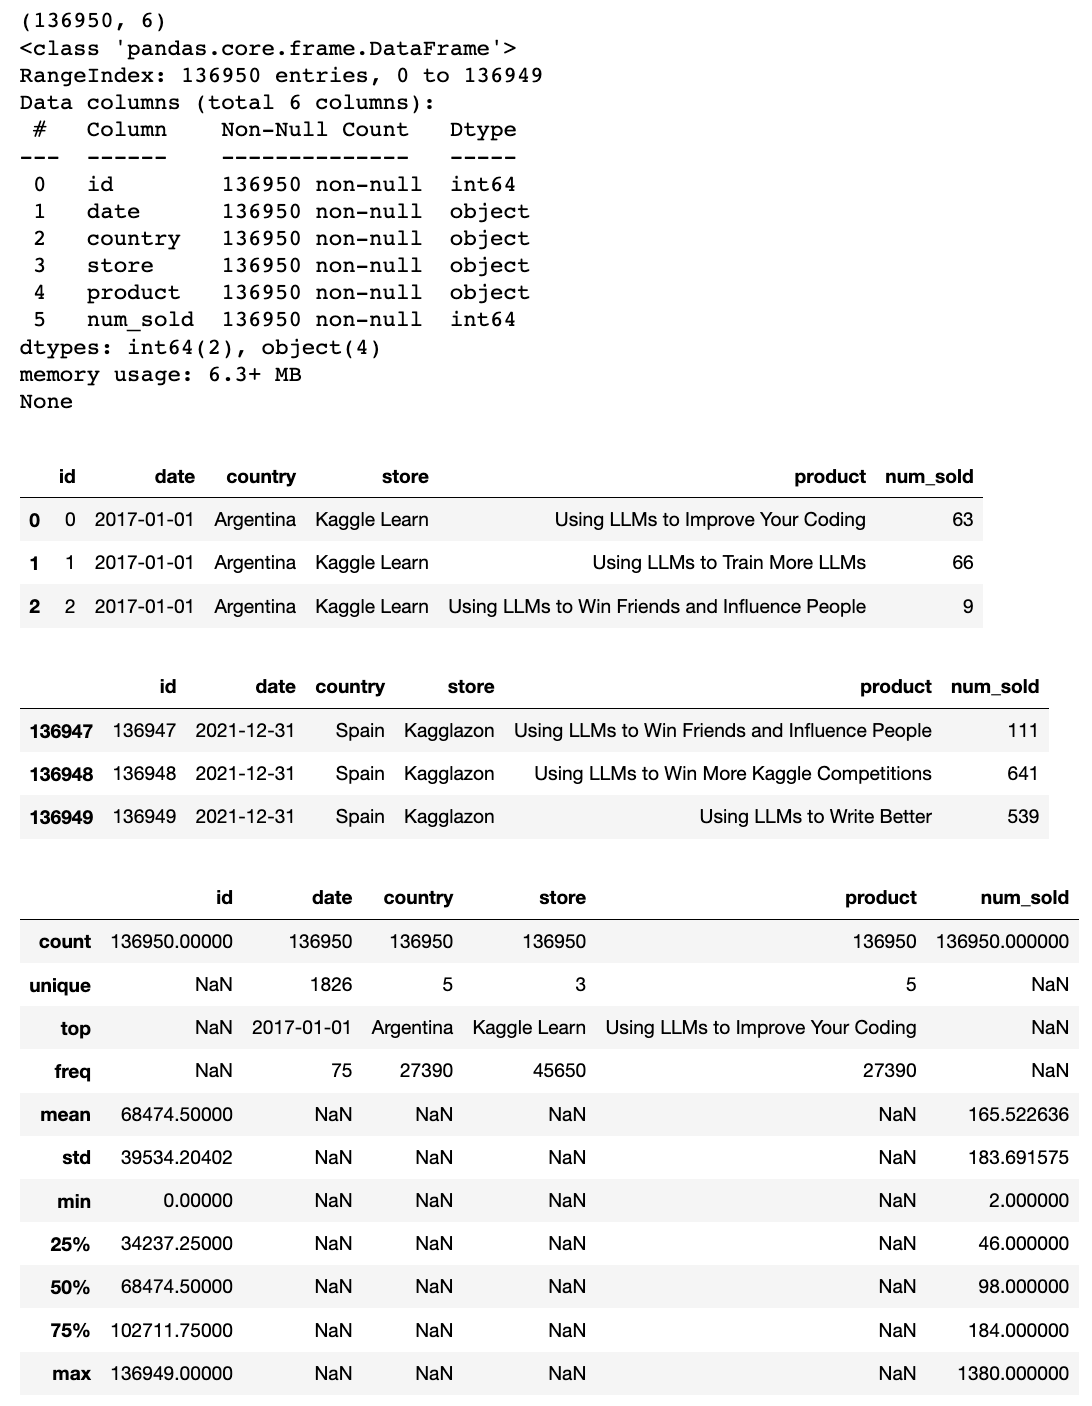 (136950, 6)
<class 'pandas.core.frame.DataFrame'>
RangeIndex: 136950 entries, 0 to 136949
Data columns (total 6 columns):
 #   Column    Non-Null Count   Dtype
---  ------    --------------   -----
 0   id        136950 non-null  int64
 1   date      136950 non-null  object
 2   country   136950 non-null  object
 3   store     136950 non-null  object
 4   product   136950 non-null  object
 5   num_sold  136950 non-null  int64
dtypes: int64(2), object(4)
memory usage: 6.3+ MB
None
id date country store product num_sold
0 0 2017-01-01 Argentina Kaggle Learn Using LLMs to Improve Your Coding 63
1 1 2017-01-01 Argentina Kaggle Learn Using LLMs to Train More LLMs 66
2 2 2017-01-01 Argentina Kaggle Learn Using LLMs to Win Friends and Influence People 9
id date country store product num_sold
136947 136947 2021-12-31 Spain Kagglazon Using LLMs to Win Friends and Influence People 111
136948 136948 2021-12-31 Spain Kagglazon Using LLMs to Win More Kaggle Competitions 641
136949 136949 2021-12-31 Spain Kagglazon Using LLMs to Write Better 539
id date country store product num_sold
count 136950.00000 136950 136950 136950 136950 136950.000000
unique NaN 1826 5 3 5 NaN
top NaN 2017-01-01 Argentina Kaggle Learn Using LLMs to Improve Your Coding NaN
freq NaN 75 27390 45650 27390 NaN
mean 68474.50000 NaN NaN NaN NaN 165.522636
std 39534.20402 NaN NaN NaN NaN 183.691575
min 0.00000 NaN NaN NaN NaN 2.000000
25% 34237.25000 NaN NaN NaN NaN 46.000000
50% 68474.50000 NaN NaN NaN NaN 98.000000
75% 102711.75000 NaN NaN NaN NaN 184.000000
max 136949.00000 NaN NaN NaN NaN 1380.000000